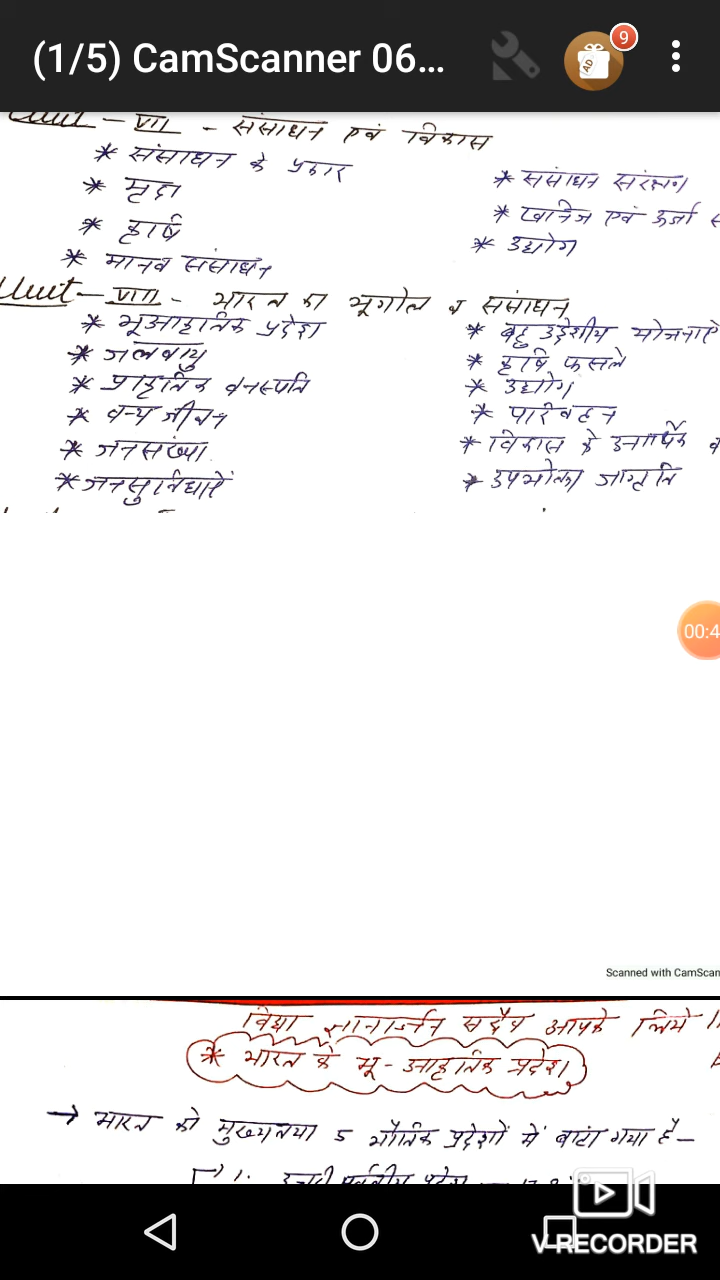 (1/5) CamScanner 06...
9
AD
Unit - VII - संसाधन एवं विकास
* संसाधन के प्रकार
* संसाधन संरक्षण
* मृदा
* खनिज एवं ऊर्जा स
* कृषि
* उद्योग
* मानव संसाधन
Unit - VIII - भारत का भूगोल व संसाधन
* भूआकृतिक प्रदेश
* बहु उद्देशीय योजनाएं
* जलवायु
* कृषि फसले
* प्राकृतिक वनस्पति
* उद्योग
* वन्य जीवन
* परिवहन
* जनसंख्या
* विकास के आर्थिक
* जनसुविधाऐं
* उपभोक्ता जागृति
00:4
Scanned with CamScan
विद्या ज्ञानार्जन सदैव आपके लिये
* भारत के भू-आकृतिक प्रदेश
→ भारत को मुख्यतया 5 भौतिक प्रदेशों में बांटा गया है -
V RECORDER